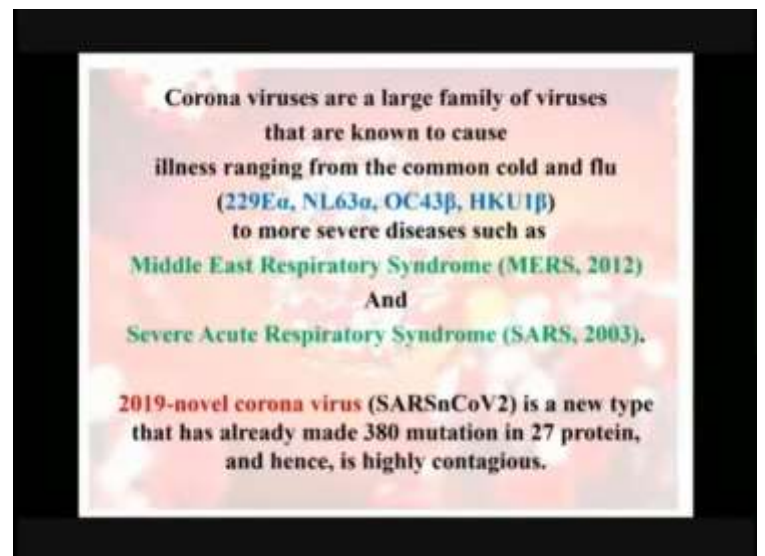 Corona viruses are a large family of viruses
that are known to cause
illness ranging from the common cold and flu
(229Eα, NL63α, OC43β, HKU1β)
to more severe diseases such as
Middle East Respiratory Syndrome (MERS, 2012)
And
Severe Acute Respiratory Syndrome (SARS, 2003).
2019-novel corona virus (SARSnCoV2) is a new type
that has already made 380 mutation in 27 protein,
and hence, is highly contagious.